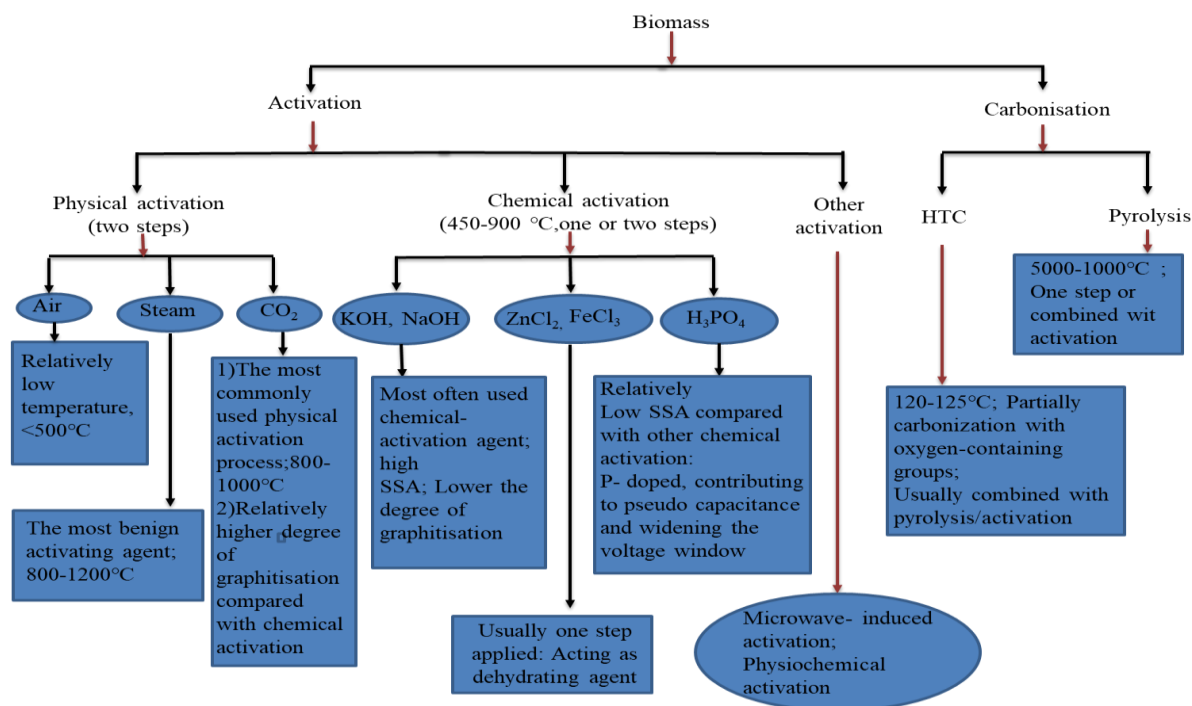 Biomass
Activation
Carbonisation
Physical activation
(two steps)
Chemical activation
(450-900 °C,one or two steps)
Other
activation
HTC
Pyrolysis
Air
Steam
CO₂
KOH, NaOH
ZnCl₂, FeCl₃
H₃PO₄
5000-1000°C ;
One step or
combined wit
activation
Relatively
low
temperature,
<500°C
1)The most
commonly
used physical
activation
process;800-
1000°C
2)Relatively
higher degree
of
graphitisation
compared
with chemical
activation
Most often used
chemical-
activation agent;
high
SSA; Lower the
degree of
graphitisation
Relatively
Low SSA compared
with other chemical
activation:
P- doped, contributing
to pseudo capacitance
and widening the
voltage window
120-125°C; Partially
carbonization with
oxygen-containing
groups;
Usually combined with
pyrolysis/activation
The most benign
activating agent;
800-1200°C
Usually one step
applied: Acting as
dehydrating agent
Microwave- induced
activation;
Physiochemical
activation